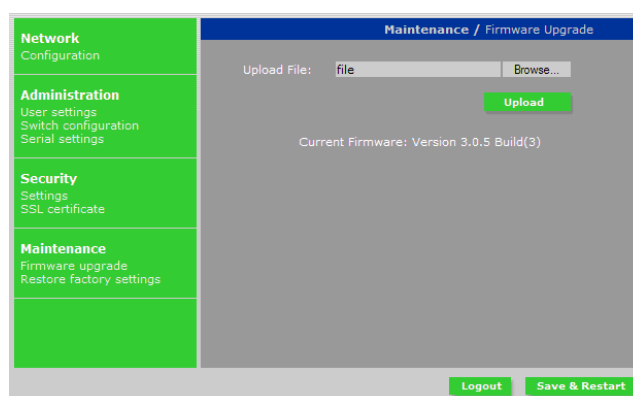 Network
Configuration
Administration
User settings
Switch configuration
Serial settings
Security
Settings
SSL certificate
Maintenance
Firmware upgrade
Restore factory settings
Maintenance / Firmware Upgrade
Upload File: file Browse...
Upload
Current Firmware: Version 3.0.5 Build(3)
Logout Save & Restart